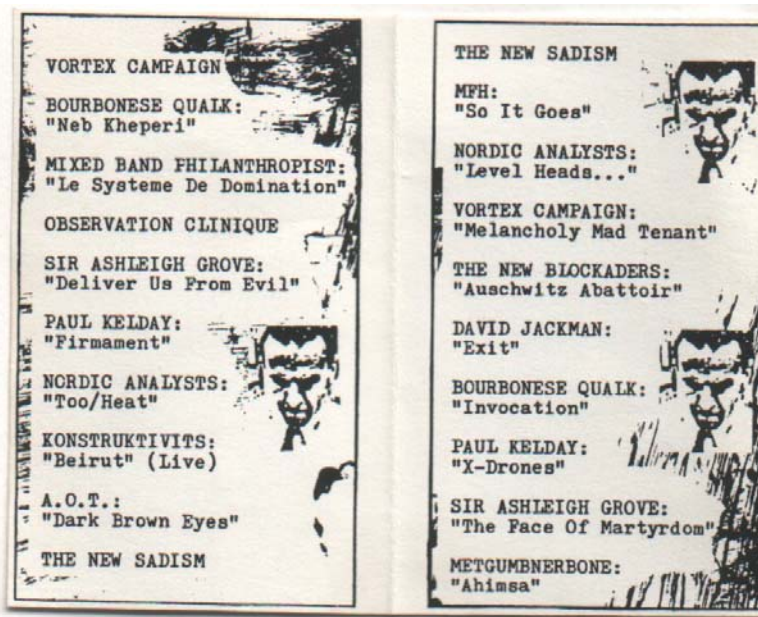 VORTEX CAMPAIGN
BOURBONESE QUALK:
"Neb Kheperi"
MIXED BAND PHILANTHROPIST:
"Le Systeme De Domination"
OBSERVATION CLINIQUE
SIR ASHLEIGH GROVE:
"Deliver Us From Evil"
PAUL KELDAY:
"Firmament"
NORDIC ANALYSTS:
"Too/Heat"
KONSTRUKTIVITS:
"Beirut" (Live)
A.O.T.:
"Dark Brown Eyes"
THE NEW SADISM
THE NEW SADISM
MFH:
"So It Goes"
NORDIC ANALYSTS:
"Level Heads..."
VORTEX CAMPAIGN:
"Melancholy Mad Tenant"
THE NEW BLOCKADERS:
"Auschwitz Abattoir"
DAVID JACKMAN:
"Exit"
BOURBONESE QUALK:
"Invocation"
PAUL KELDAY:
"X-Drones"
SIR ASHLEIGH GROVE:
"The Face Of Martyrdom"
METGUMBNERBONE:
"Ahimsa"